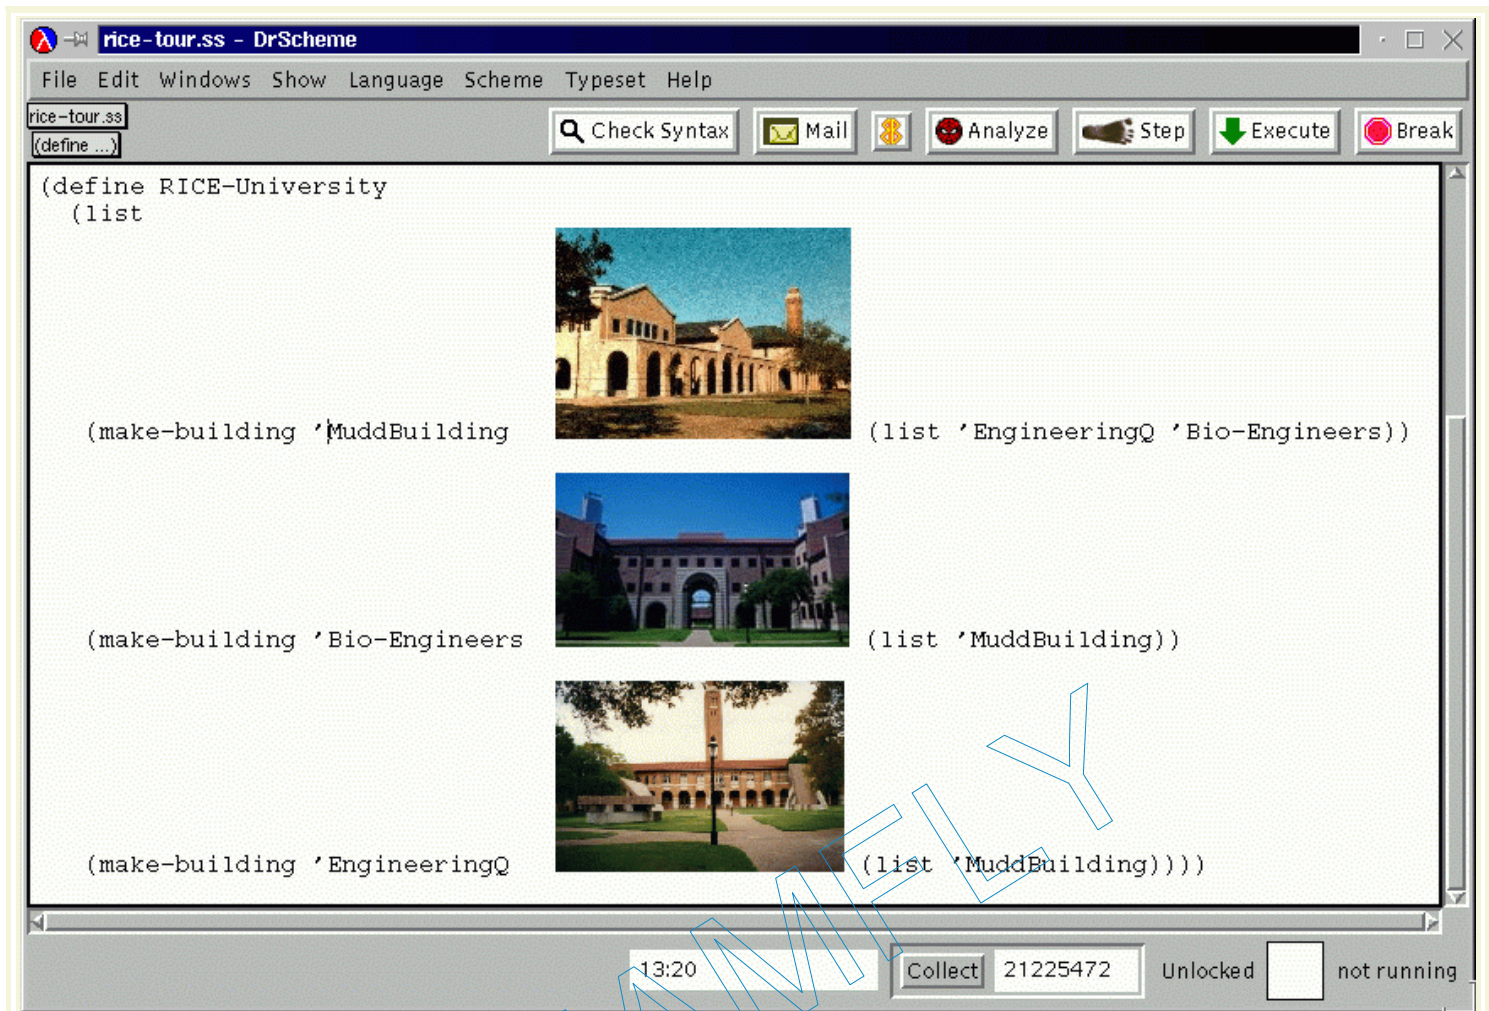 rice-tour.ss - DrScheme
File Edit Windows Show Language Scheme Typeset Help
rice-tour.ss
(define ...)
Check Syntax Mail Analyze Step Execute Break
(define RICE-University
(list
(make-building 'MuddBuilding (list 'EngineeringQ 'Bio-Engineers))
(make-building 'Bio-Engineers (list 'MuddBuilding))
(make-building 'EngineeringQ (list 'MuddBuilding))))
13:20 Collect 21225472 Unlocked not running
AMFLY